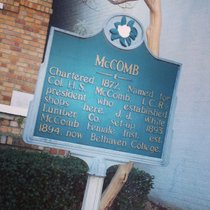 McCOMB
Chartered 1872. Named for
Col. H. S. McComb, I. C. R. R.
president who established
shops here. J. J. White
Lumber Co. set-up 1893.
McComb Female Inst. est.
1894, now Belhaven College.